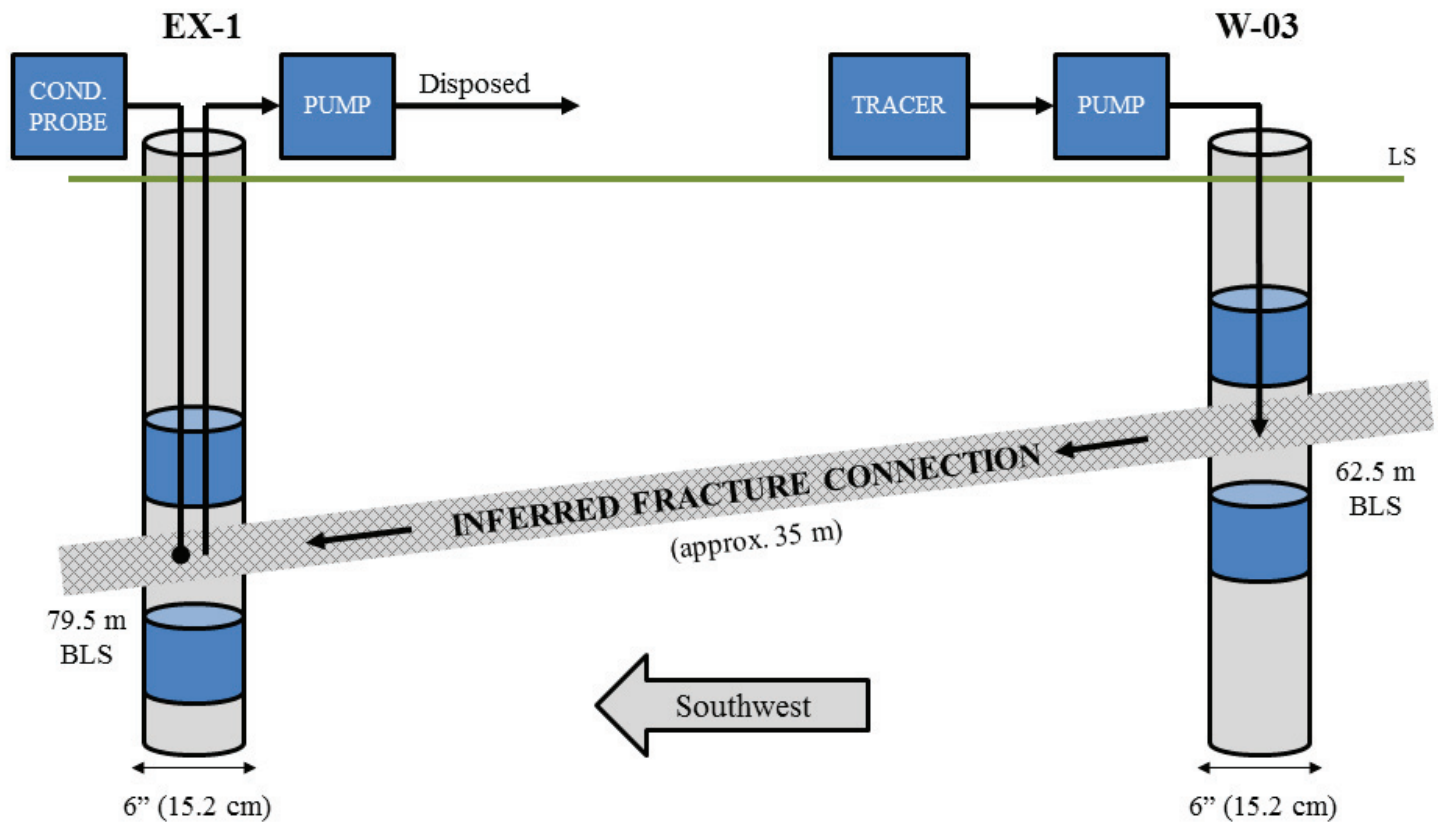 EX-1
W-03
COND.
PROBE
PUMP
Disposed
TRACER
PUMP
LS
INFERRED FRACTURE CONNECTION
(approx. 35 m)
62.5 m
BLS
79.5 m
BLS
Southwest
6” (15.2 cm)
6” (15.2 cm)